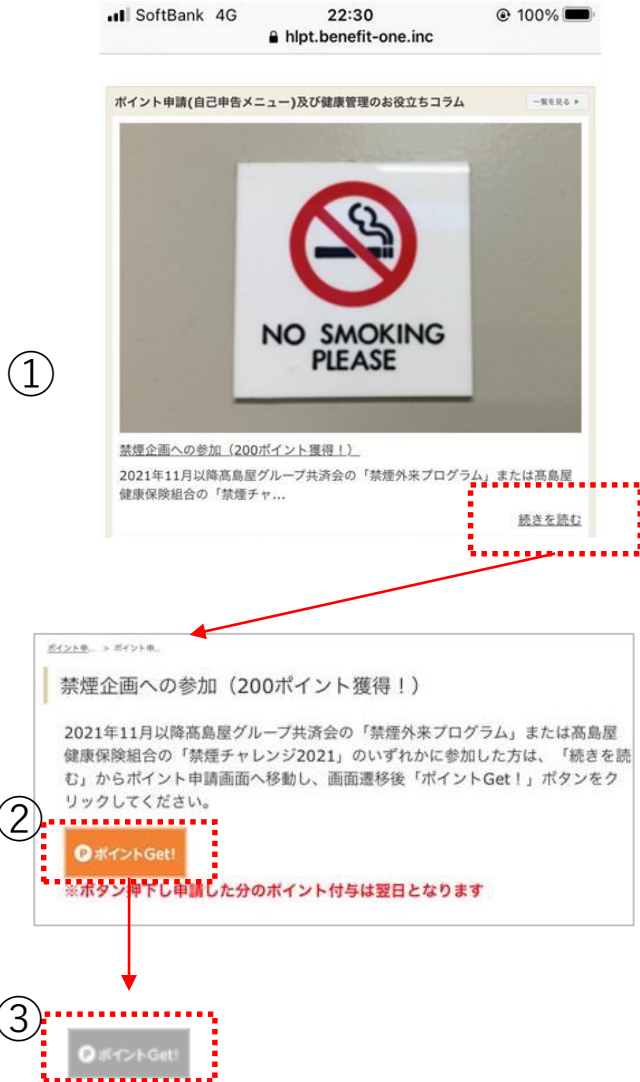 SoftBank 4G 22:30 100%
hlpt.benefit-one.inc
ポイント申請(自己申告メニュー)及び健康管理のお役立ちコラム 一覧を見る
NO SMOKING
PLEASE
①
禁煙企画への参加（200ポイント獲得！）
2021年11月以降髙島屋グループ共済会の「禁煙外来プログラム」または髙島屋
健康保険組合の「禁煙チャ...
続きを読む
ポイント申... > ポイント申...
禁煙企画への参加（200ポイント獲得！）
2021年11月以降髙島屋グループ共済会の「禁煙外来プログラム」または髙島屋
健康保険組合の「禁煙チャレンジ2021」のいずれかに参加した方は、「続きを読
む」からポイント申請画面へ移動し、画面遷移後「ポイントGet！」ボタンをク
リックしてください。
②
PポイントGet!
※ボタン押下し申請した分のポイント付与は翌日となります
③
PポイントGet!